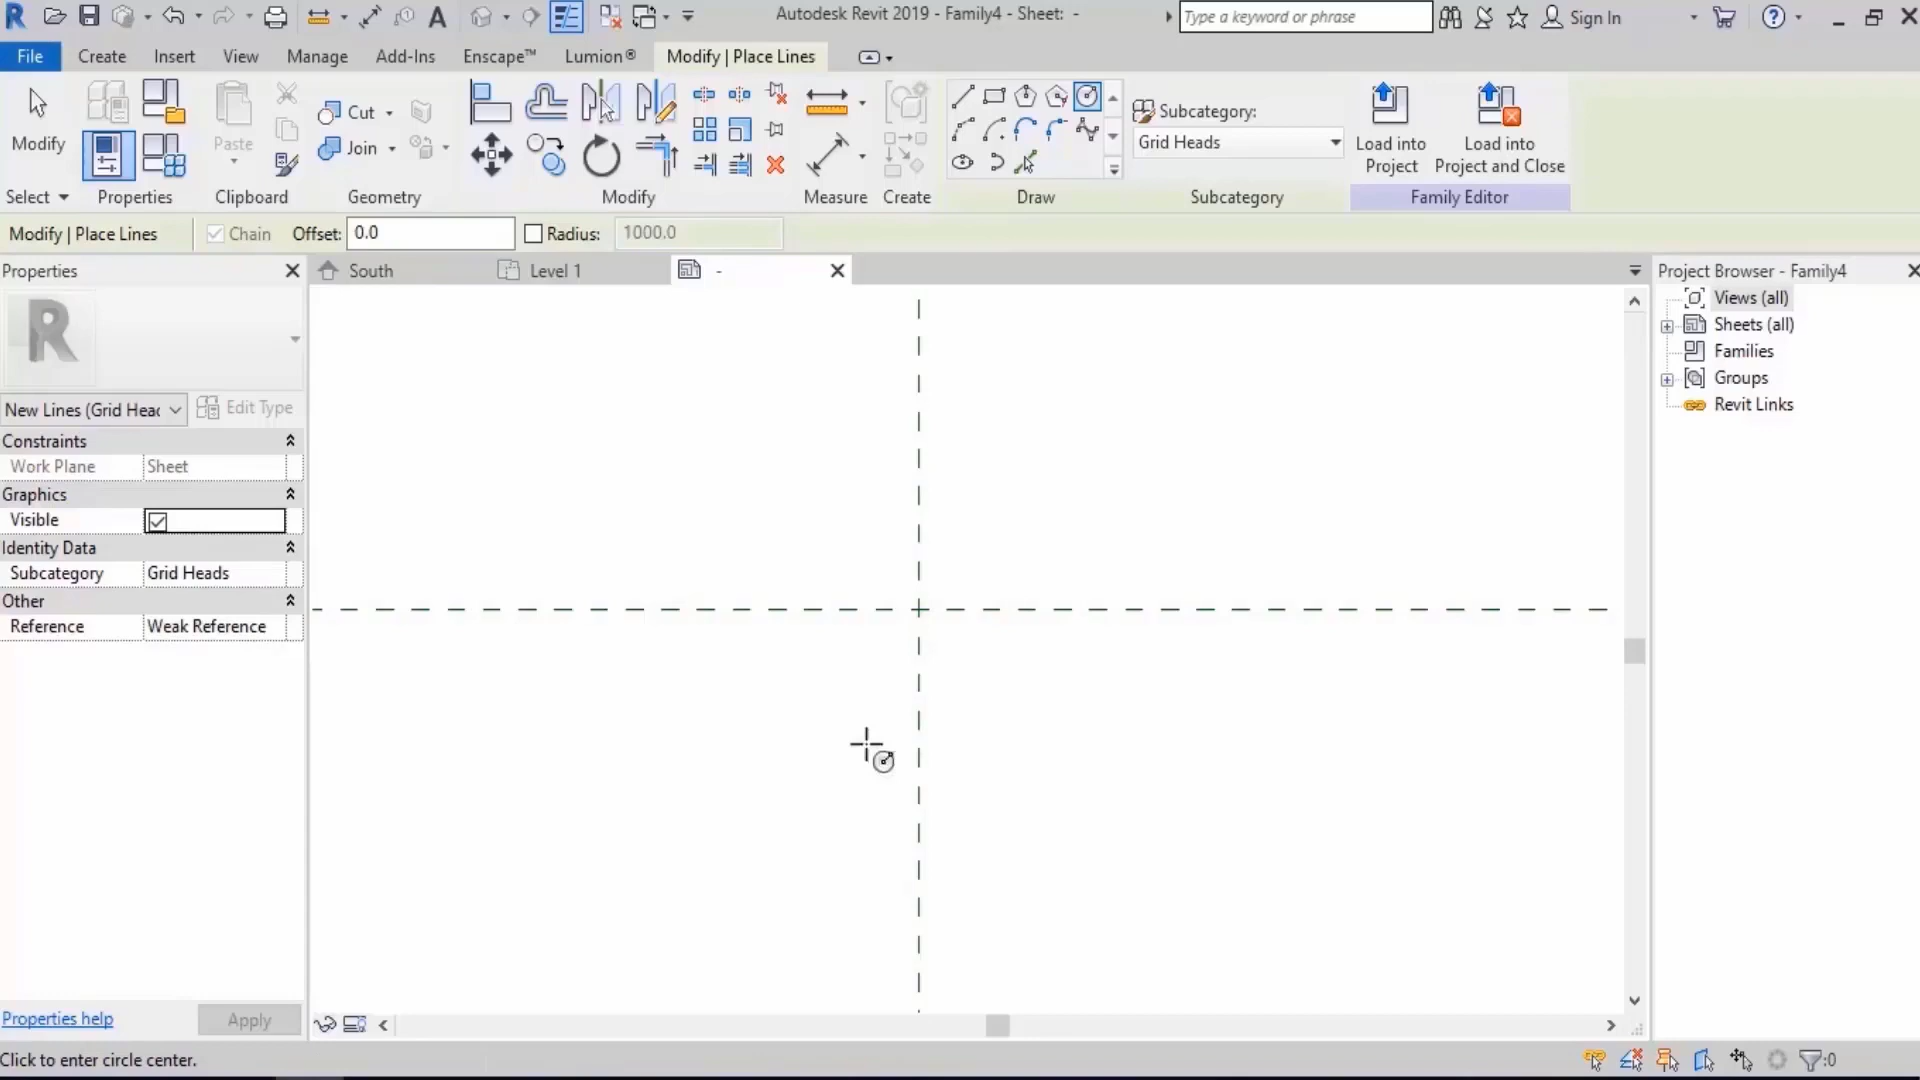 Autodesk Revit 2019 - Family4 - Sheet: -
Type a keyword or phrase
Sign In
File
Create
Insert
View
Manage
Add-Ins
Enscape™
Lumion®
Modify | Place Lines
Modify
Paste
Cut
Join
Subcategory:
Grid Heads
Load into
Project
Load into
Project and Close
Select
Properties
Clipboard
Geometry
Modify
Measure
Create
Draw
Subcategory
Family Editor
Modify | Place Lines
Chain
Offset:
0.0
Radius:
1000.0
Properties
South
Level 1
-
Project Browser - Family4
Views (all)
Sheets (all)
Families
Groups
Revit Links
R
New Lines (Grid Heac
Edit Type
Constraints
Work Plane
Sheet
Graphics
Visible
Identity Data
Subcategory
Grid Heads
Other
Reference
Weak Reference
Properties help
Apply
Click to enter circle center.
:0